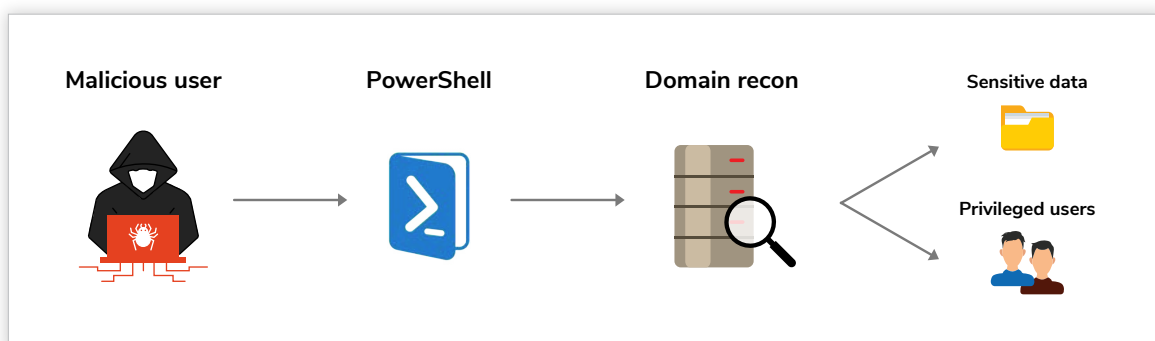 Malicious user
PowerShell
Domain recon
Sensitive data
Privileged users